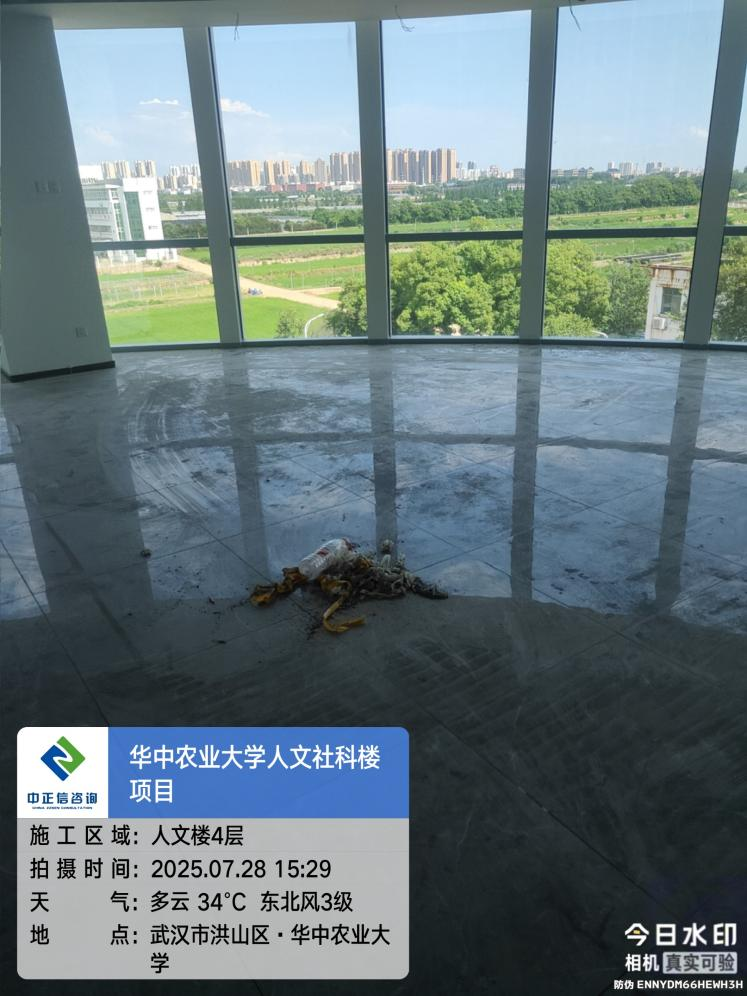 中正信咨询
CHINA ZOXIN CONSULTATION
华中农业大学人文社科楼
项目
施工区域：人文楼4层
拍摄时间：2025.07.28 15:29
天气：多云 34°C 东北风3级
地点：武汉市洪山区·华中农业大
学
今日水印
相机 真实可验
防伪 ENNYDM66HEWH3H